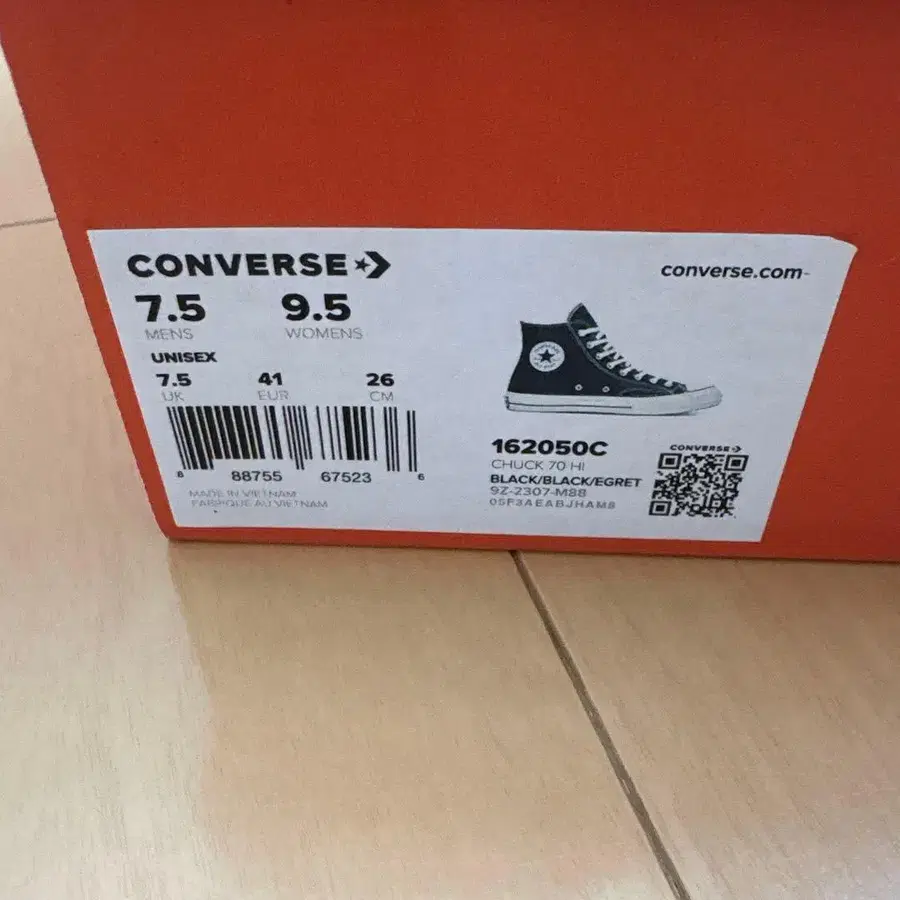 CONVERSE
converse.com
7.5 9.5
MENS WOMENS
UNISEX
7.5 41 26
UK EUR CM
8 88755 67523 6
MADE IN VIETNAM
FABRIQUE AU VIETNAM
162050C
CHUCK 70 HI
BLACK/BLACK/EGRET
9Z-2307-M88
05F3AEABJHAM8
CONVERSE